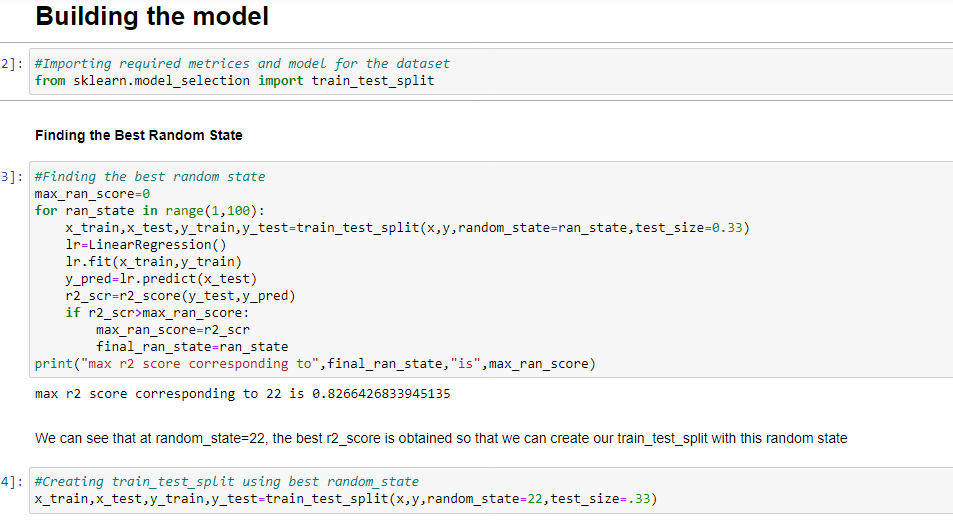 Building the model
2]: #Importing required metrices and model for the dataset
from sklearn.model_selection import train_test_split
Finding the Best Random State
3]: #Finding the best random state
max_ran_score=0
for ran_state in range(1,100):
    x_train,x_test,y_train,y_test=train_test_split(x,y,random_state=ran_state,test_size=0.33)
    lr=LinearRegression()
    lr.fit(x_train,y_train)
    y_pred=lr.predict(x_test)
    r2_scr=r2_score(y_test,y_pred)
    if r2_scr>max_ran_score:
        max_ran_score=r2_scr
        final_ran_state=ran_state
print("max r2 score corresponding to",final_ran_state,"is",max_ran_score)
max r2 score corresponding to 22 is 0.8266426833945135
We can see that at random_state=22, the best r2_score is obtained so that we can create our train_test_split with this random state
4]: #Creating train_test_split using best random_state
x_train,x_test,y_train,y_test=train_test_split(x,y,random_state=22,test_size=.33)